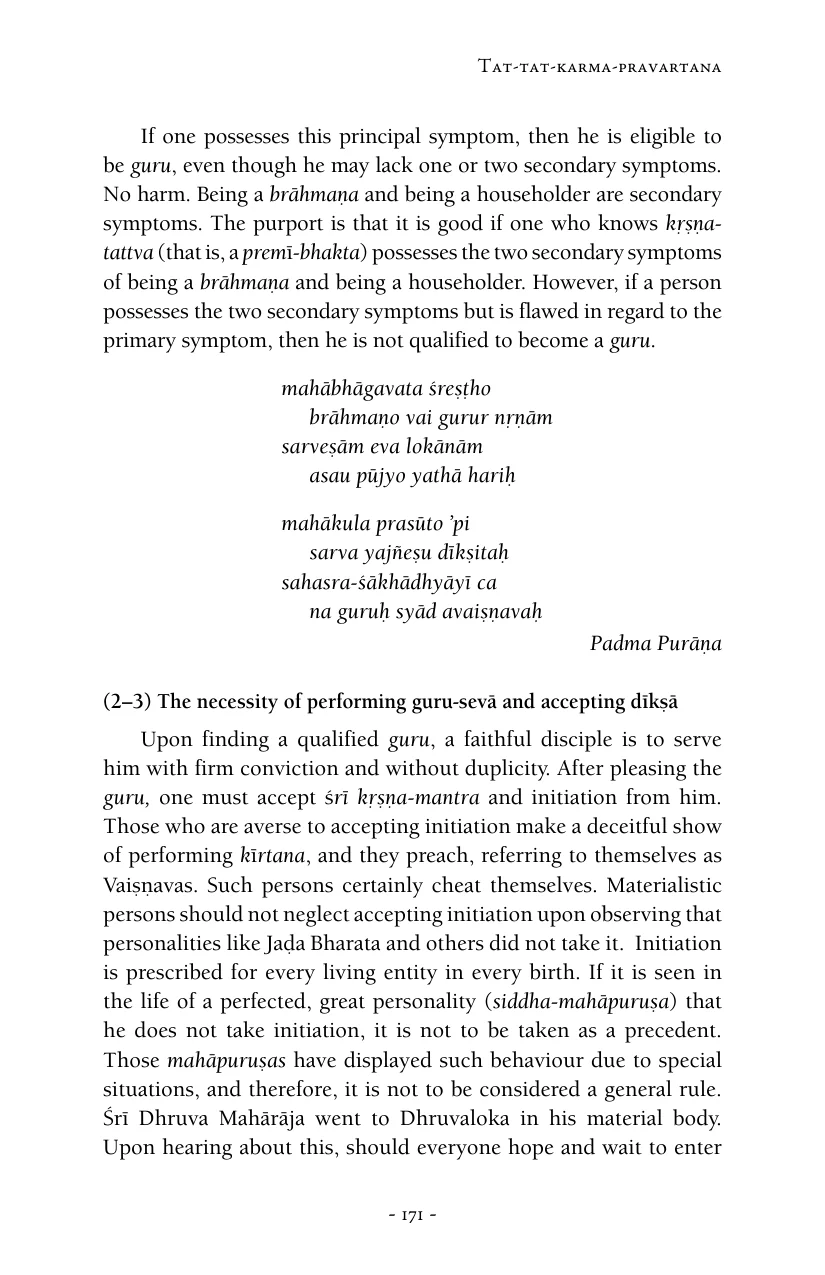 Tat-tat-karma-pravartana
If one possesses this principal symptom, then he is eligible to
be guru, even though he may lack one or two secondary symptoms.
No harm. Being a brāhmaṇa and being a householder are secondary
symptoms. The purport is that it is good if one who knows kṛṣṇa-
tattva (that is, a premī-bhakta) possesses the two secondary symptoms
of being a brāhmaṇa and being a householder. However, if a person
possesses the two secondary symptoms but is flawed in regard to the
primary symptom, then he is not qualified to become a guru.
mahābhāgavata śreṣṭho
brāhmaṇo vai gurur nṛṇām
sarveṣām eva lokānām
asau pūjyo yathā hariḥ
mahākula prasūto ’pi
sarva yajñeṣu dīkṣitaḥ
sahasra-śākhādhyāyī ca
na guruḥ syād avaiṣṇavaḥ
Padma Purāṇa
(2–3) The necessity of performing guru-sevā and accepting dīkṣā
Upon finding a qualified guru, a faithful disciple is to serve
him with firm conviction and without duplicity. After pleasing the
guru, one must accept śrī kṛṣṇa-mantra and initiation from him.
Those who are averse to accepting initiation make a deceitful show
of performing kīrtana, and they preach, referring to themselves as
Vaiṣṇavas. Such persons certainly cheat themselves. Materialistic
persons should not neglect accepting initiation upon observing that
personalities like Jaḍa Bharata and others did not take it. Initiation
is prescribed for every living entity in every birth. If it is seen in
the life of a perfected, great personality (siddha-mahāpuruṣa) that
he does not take initiation, it is not to be taken as a precedent.
Those mahāpuruṣas have displayed such behaviour due to special
situations, and therefore, it is not to be considered a general rule.
Śrī Dhruva Mahārāja went to Dhruvaloka in his material body.
Upon hearing about this, should everyone hope and wait to enter
- 171 -